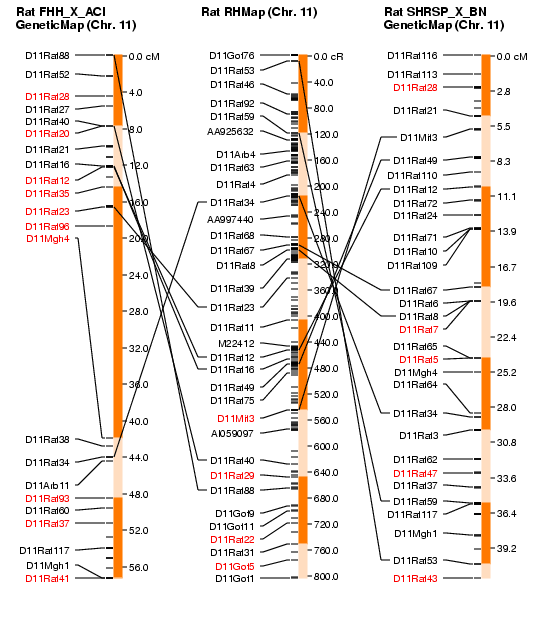 Rat FHH_X_ACI
GeneticMap (Chr. 11)
D11Rat88
D11Rat52
D11Rat28
D11Rat27
D11Rat40
D11Rat20
D11Rat21
D11Rat16
D11Rat12
D11Rat35
D11Rat23
D11Rat96
D11Mgh4
D11Rat38
D11Rat34
D11Arb11
D11Rat93
D11Rat60
D11Rat37
D11Rat117
D11Mgh1
D11Rat41
0.0 cM
4.0
8.0
12.0
16.0
20.0
24.0
28.0
32.0
36.0
40.0
44.0
48.0
52.0
56.0
Rat RHMap (Chr. 11)
D11Got76
D11Rat53
D11Rat46
D11Rat92
D11Rat59
AA925632
D11Arb4
D11Rat63
D11Rat4
D11Rat34
AA997440
D11Rat68
D11Rat67
D11Rat8
D11Rat39
D11Rat23
D11Rat11
M22412
D11Rat12
D11Rat16
D11Rat49
D11Rat75
D11Mit3
AI059097
D11Rat40
D11Rat29
D11Rat88
D11Got9
D11Got11
D11Rat22
D11Rat31
D11Got5
D11Got1
0.0 cR
40.0
80.0
120.0
160.0
200.0
240.0
280.0
320.0
360.0
400.0
440.0
480.0
520.0
560.0
600.0
640.0
680.0
720.0
760.0
800.0
Rat SHRSP_X_BN
GeneticMap (Chr. 11)
D11Rat116
D11Rat113
D11Rat28
D11Rat21
D11Mit3
D11Rat49
D11Rat110
D11Rat12
D11Rat72
D11Rat24
D11Rat71
D11Rat10
D11Rat109
D11Rat67
D11Rat6
D11Rat8
D11Rat7
D11Rat65
D11Rat5
D11Mgh4
D11Rat64
D11Rat34
D11Rat3
D11Rat62
D11Rat47
D11Rat37
D11Rat59
D11Rat117
D11Mgh1
D11Rat53
D11Rat43
0.0 cM
2.8
5.5
8.3
11.1
13.9
16.7
19.6
22.4
25.2
28.0
30.8
33.6
36.4
39.2